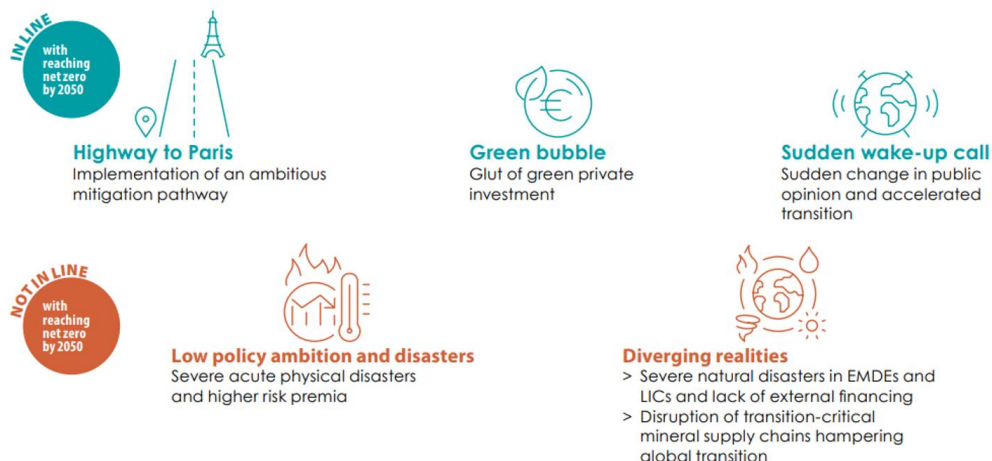 IN LINE
with
reaching
net zero
by 2050
Highway to Paris
Implementation of an ambitious
mitigation pathway
Green bubble
Glut of green private
investment
Sudden wake-up call
Sudden change in public
opinion and accelerated
transition
NOT IN LINE
with
reaching
net zero
by 2050
Low policy ambition and disasters
Severe acute physical disasters
and higher risk premia
Diverging realities
> Severe natural disasters in EMDEs and
LICs and lack of external financing
> Disruption of transition-critical
mineral supply chains hampering
global transition